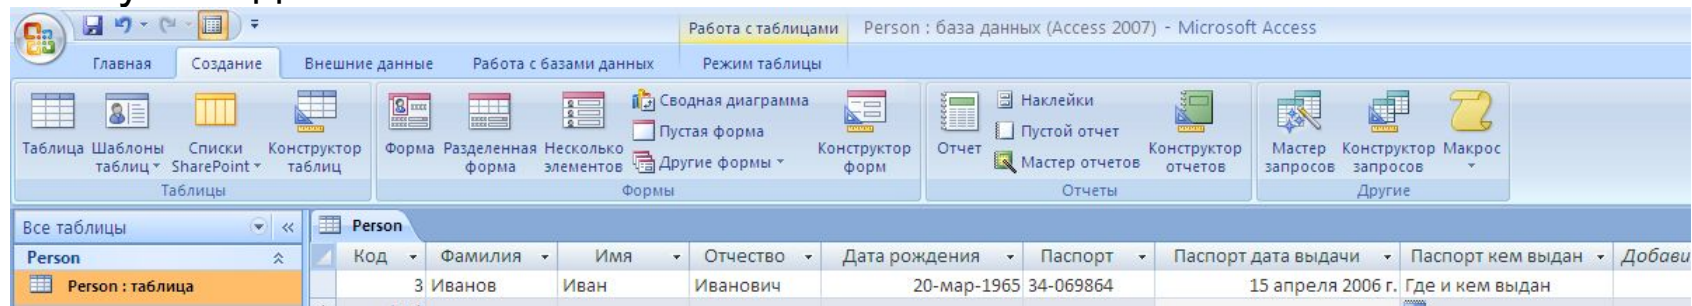 Работа с таблицами Person : база данных (Access 2007) - Microsoft Access
Главная Создание Внешние данные Работа с базами данных Режим таблицы
Таблица Шаблоны таблиц Списки SharePoint Конструктор таблиц
Таблицы
Форма Разделенная форма Несколько элементов Сводная диаграмма Пустая форма Другие формы Конструктор форм
Формы
Отчет Наклейки Пустой отчет Мастер отчетов Конструктор отчетов
Отчеты
Мастер запросов Конструктор запросов Макрос
Другие
Все таблицы
Person
Person : таблица
Person
Код Фамилия Имя Отчество Дата рождения Паспорт Паспорт дата выдачи Паспорт кем выдан
3 Иванов Иван Иванович 20-мар-1965 34-069864 15 апреля 2006 г. Где и кем выдан